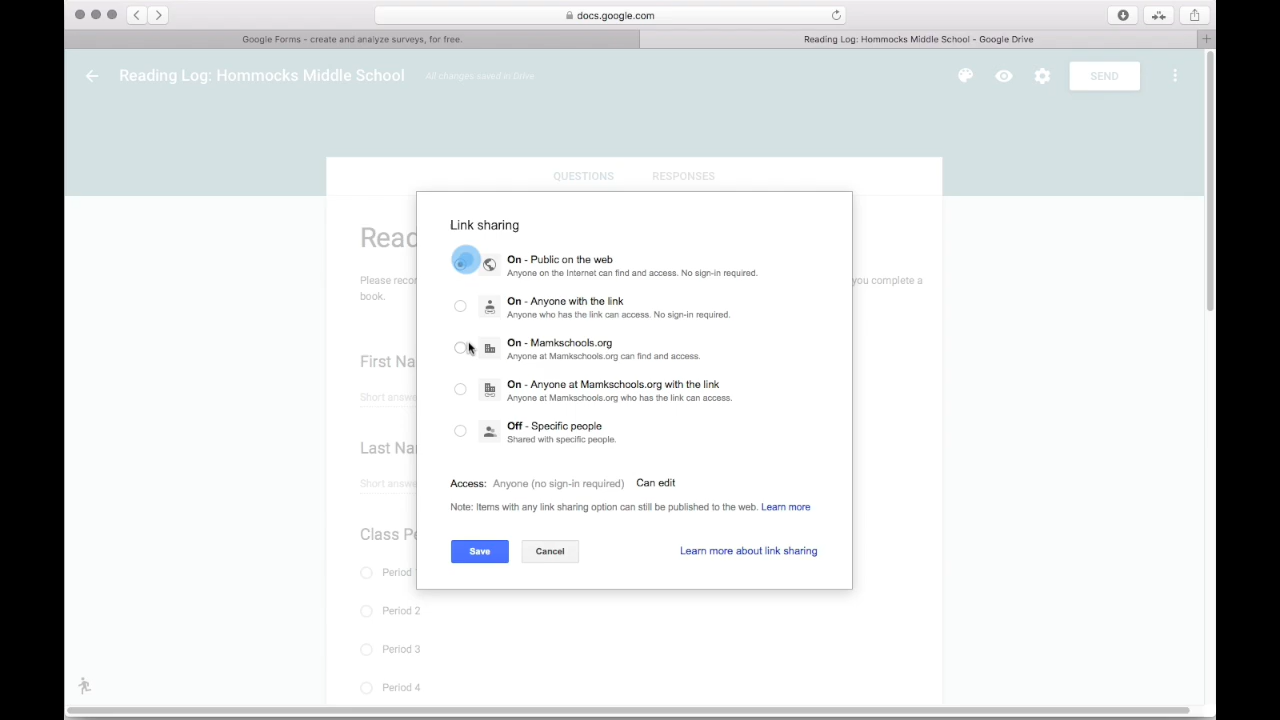 docs.google.com
Google Forms - create and analyze surveys, for free.
Reading Log: Hommocks Middle School - Google Drive
Reading Log: Hommocks Middle School
All changes saved in Drive
SEND
QUESTIONS
RESPONSES
Link sharing
On - Public on the web
Anyone on the Internet can find and access. No sign-in required.
On - Anyone with the link
Anyone who has the link can access. No sign-in required.
On - Mamkschools.org
Anyone at Mamkschools.org can find and access.
On - Anyone at Mamkschools.org with the link
Anyone at Mamkschools.org who has the link can access.
Off - Specific people
Shared with specific people.
Access: Anyone (no sign-in required) Can edit
Note: Items with any link sharing option can still be published to the web. Learn more
Save
Cancel
Learn more about link sharing
Please
you complete a
book.
Short
Short
Class
Period
Period 2
Period 3
Period 4